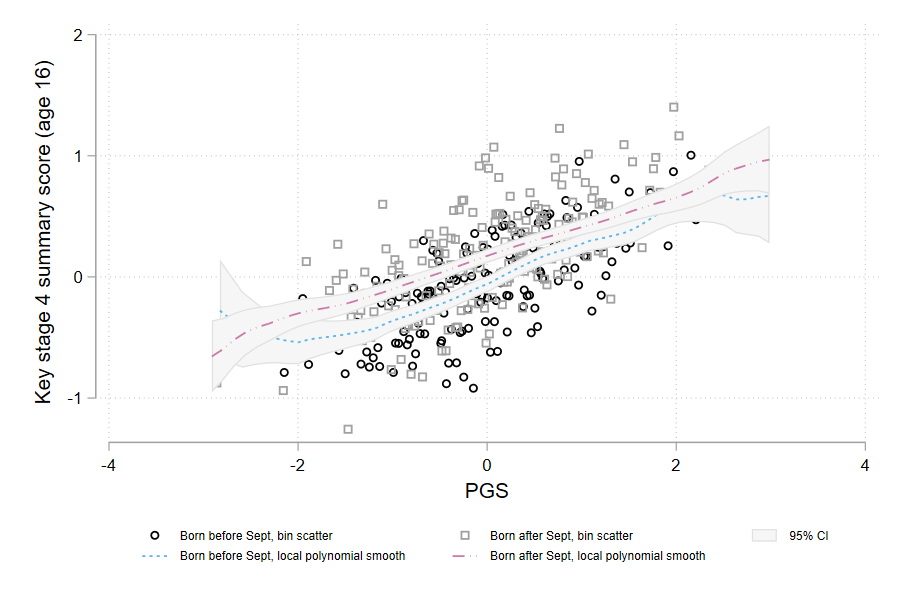 Key stage 4 summary score (age 16)
2
1
0
-1
-4 -2 0 2 4
PGS
Born before Sept, bin scatter Born after Sept, bin scatter 95% CI
Born before Sept, local polynomial smooth Born after Sept, local polynomial smooth